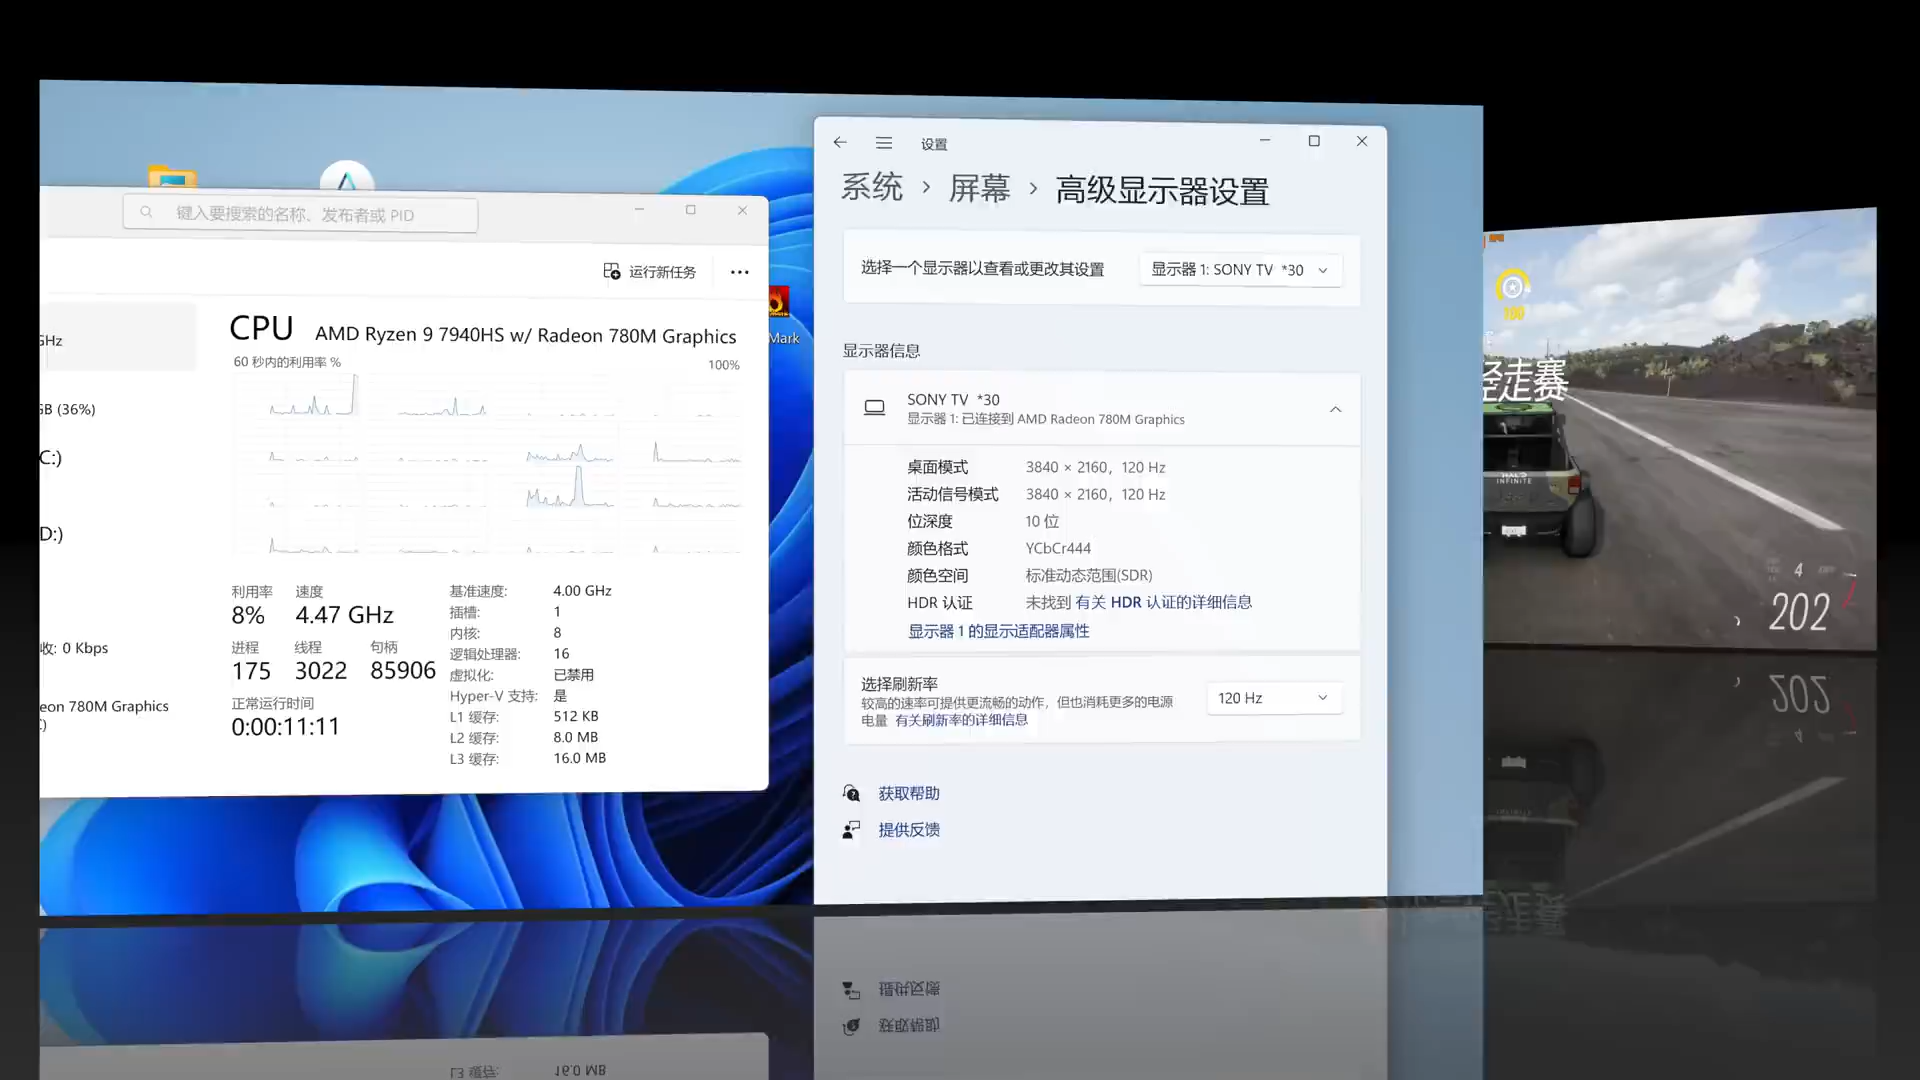 键入要搜索的名称、发布者或 PID
运行新任务
GHz
GB (36%)
C:)
D:)
收: 0 Kbps
eon 780M Graphics
CPU AMD Ryzen 9 7940HS w/ Radeon 780M Graphics
60 秒内的利用率 % 100%
利用率 速度
8% 4.47 GHz
进程 线程 句柄
175 3022 85906
正常运行时间
0:00:11:11
基准速度: 4.00 GHz
插槽: 1
内核: 8
逻辑处理器: 16
虚拟化: 已禁用
Hyper-V 支持: 是
L1 缓存: 512 KB
L2 缓存: 8.0 MB
L3 缓存: 16.0 MB
Mark
设置
系统 › 屏幕 › 高级显示器设置
选择一个显示器以查看或更改其设置 显示器 1: SONY TV *30
显示器信息
SONY TV *30
显示器 1: 已连接到 AMD Radeon 780M Graphics
桌面模式 3840 × 2160，120 Hz
活动信号模式 3840 × 2160，120 Hz
位深度 10 位
颜色格式 YCbCr444
颜色空间 标准动态范围(SDR)
HDR 认证 未找到 有关 HDR 认证的详细信息
显示器 1 的显示适配器属性
选择刷新率
较高的速率可提供更流畅的动作，但也消耗更多的电源
电量 有关刷新率的详细信息
120 Hz
获取帮助
提供反馈
径走赛
HALO
INFINITE
4
202